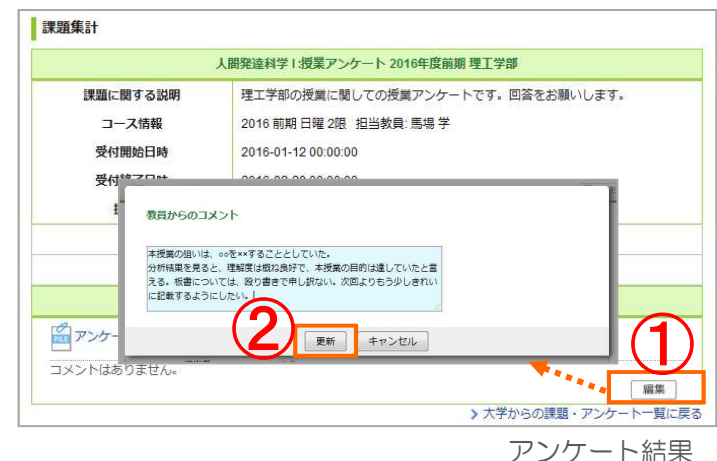 課題集計
人間発達科学Ⅰ:授業アンケート 2016年度前期 理工学部
課題に関する説明 理工学部の授業に関しての授業アンケートです。回答をお願いします。
コース情報 2016 前期 日曜 2限 担当教員: 馬場 学
受付開始日時 2016-01-12 00:00:00
教員からのコメント
本授業の狙いは、○○を××することとしていた。
分析結果を見ると、理解度は概ね良好で、本授業の目的は達していたと言
える。板書については、殴り書きで申し訳ない。次回よりもう少しきれい
に記載するようにしたい。
② ①
更新 キャンセル
FILE アンケー
コメントはありません。
編集
大学からの課題・アンケート一覧に戻る
アンケート結果